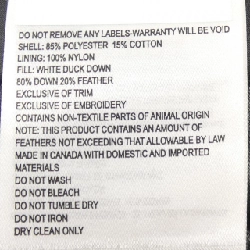 DO NOT REMOVE ANY LABELS-WARRANTY WILL BE VOID
SHELL: 85% POLYESTER 15% COTTON
LINING: 100% NYLON
FILL: WHITE DUCK DOWN
80% DOWN 20% FEATHER
EXCLUSIVE OF TRIM
EXCLUSIVE OF EMBROIDERY
CONTAINS NON-TEXTILE PARTS OF ANIMAL ORIGIN
NOTE: THIS PRODUCT CONTAINS AN AMOUNT OF
FEATHERS NOT EXCEEDING THAT ALLOWABLE BY LAW
MADE IN CANADA WITH DOMESTIC AND IMPORTED
MATERIALS
DO NOT WASH
DO NOT BLEACH
DO NOT TUMBLE DRY
DO NOT IRON
DRY CLEAN ONLY